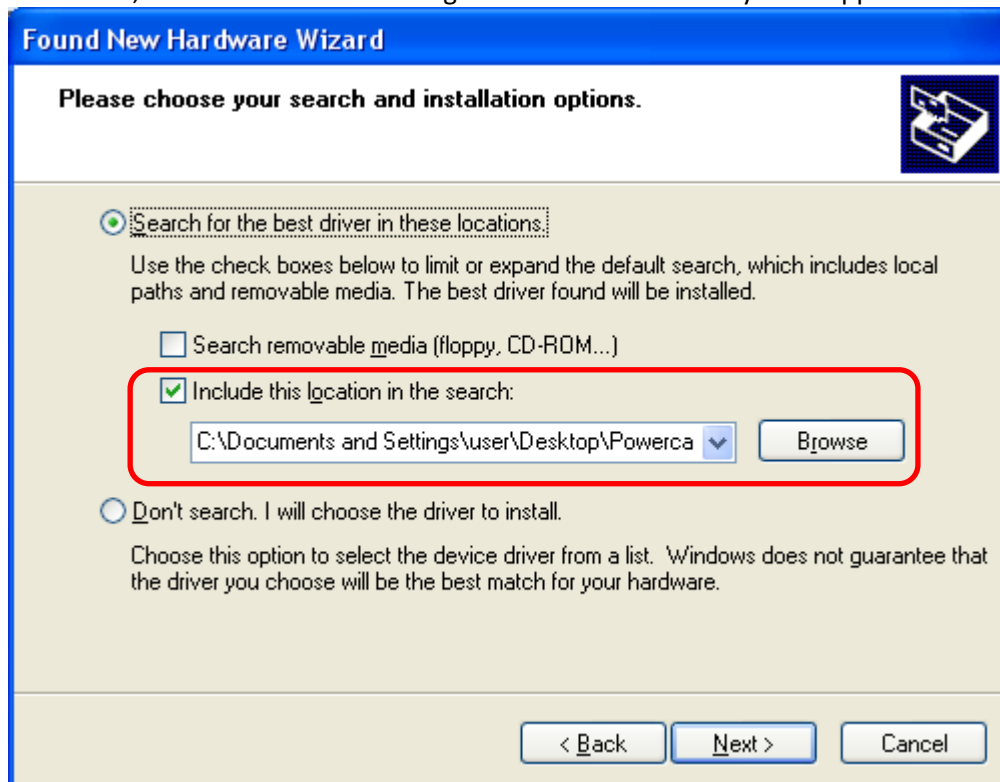 Found New Hardware Wizard
Please choose your search and installation options.
Search for the best driver in these locations.
Use the check boxes below to limit or expand the default search, which includes local
paths and removable media. The best driver found will be installed.
Search removable media (floppy, CD-ROM...)
Include this location in the search:
C:\Documents and Settings\user\Desktop\Powerca
Browse
Don't search. I will choose the driver to install.
Choose this option to select the device driver from a list. Windows does not guarantee that
the driver you choose will be the best match for your hardware.
< Back
Next >
Cancel